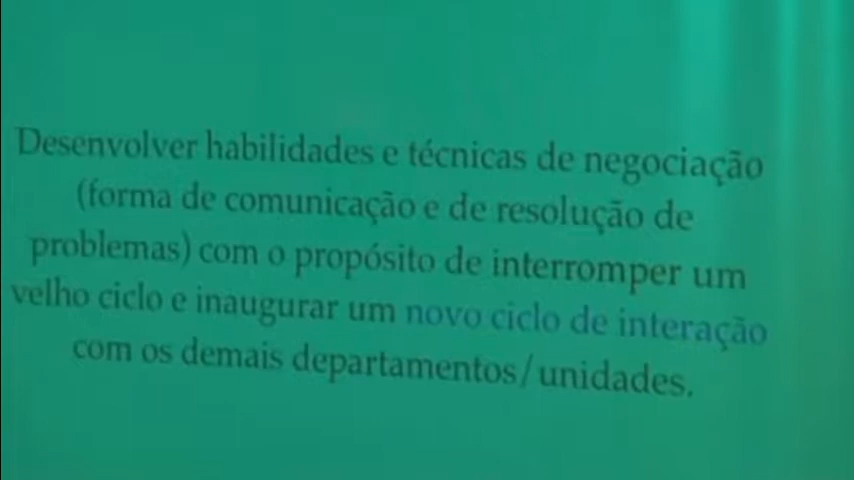 Desenvolver habilidades e técnicas de negociação
(forma de comunicação e de resolução de
problemas) com o propósito de interromper um
velho ciclo e inaugurar um novo ciclo de interação
com os demais departamentos/unidades.